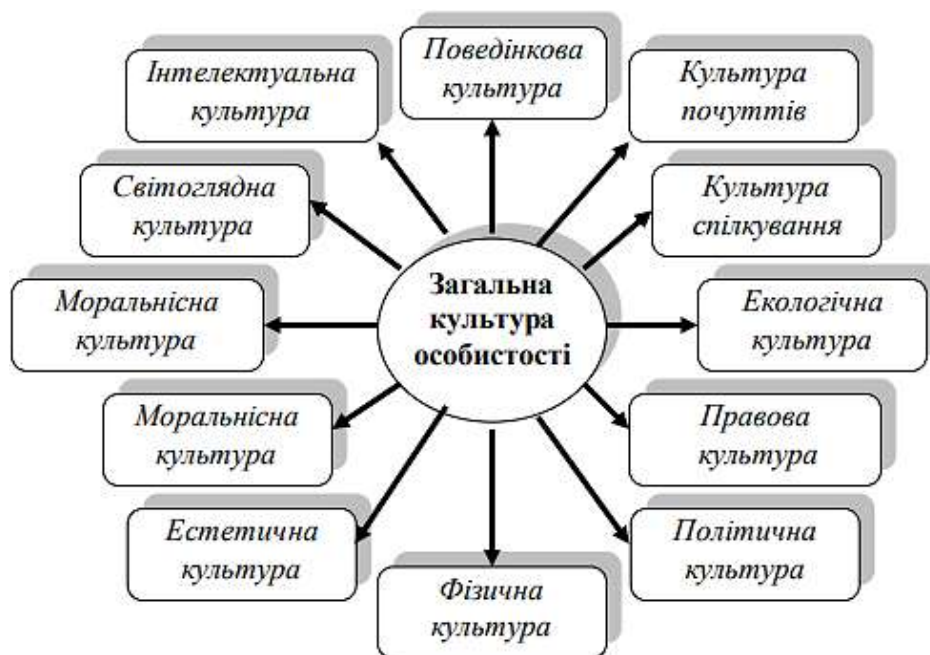 Поведінкова
культура
Інтелектуальна
культура
Культура
почуттів
Світоглядна
культура
Культура
спілкування
Загальна
культура
особистості
Моральнісна
культура
Екологічна
культура
Моральнісна
культура
Правова
культура
Естетична
культура
Політична
культура
Фізична
культура